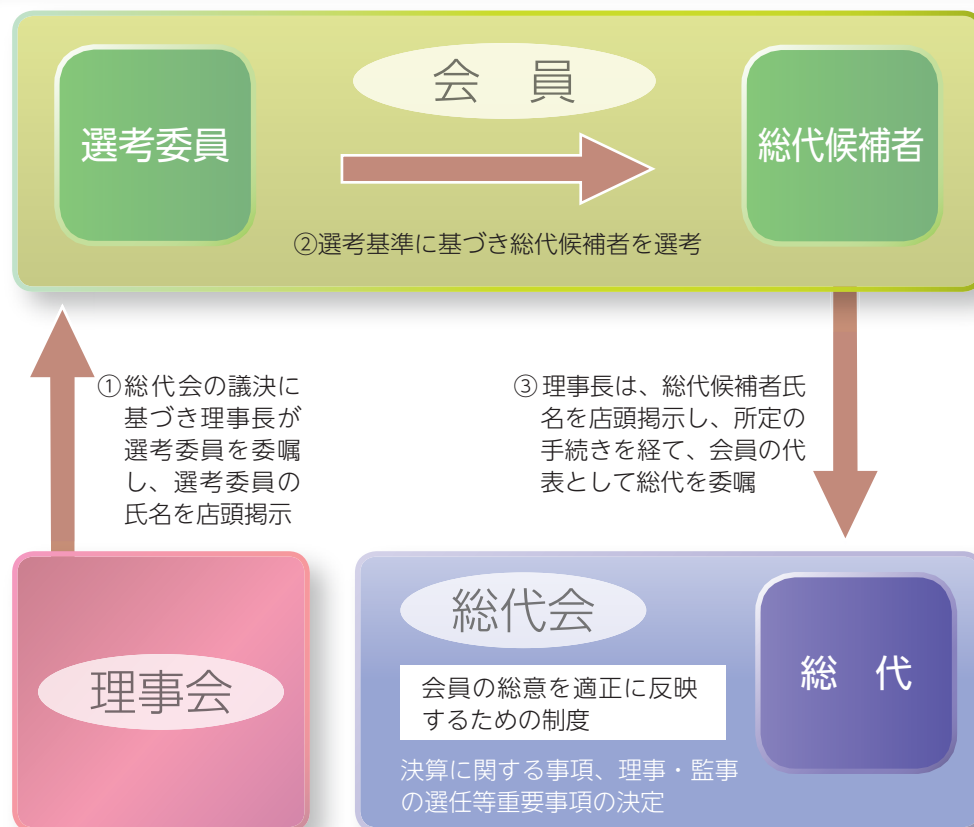 会　員
選考委員
総代候補者
②選考基準に基づき総代候補者を選考
①総代会の議決に
基づき理事長が
選考委員を委嘱
し、選考委員の
氏名を店頭掲示
③理事長は、総代候補者氏
名を店頭掲示し、所定の
手続きを経て、会員の代
表として総代を委嘱
理事会
総代会
会員の総意を適正に反映
するための制度
決算に関する事項、理事・監事
の選任等重要事項の決定
総　代